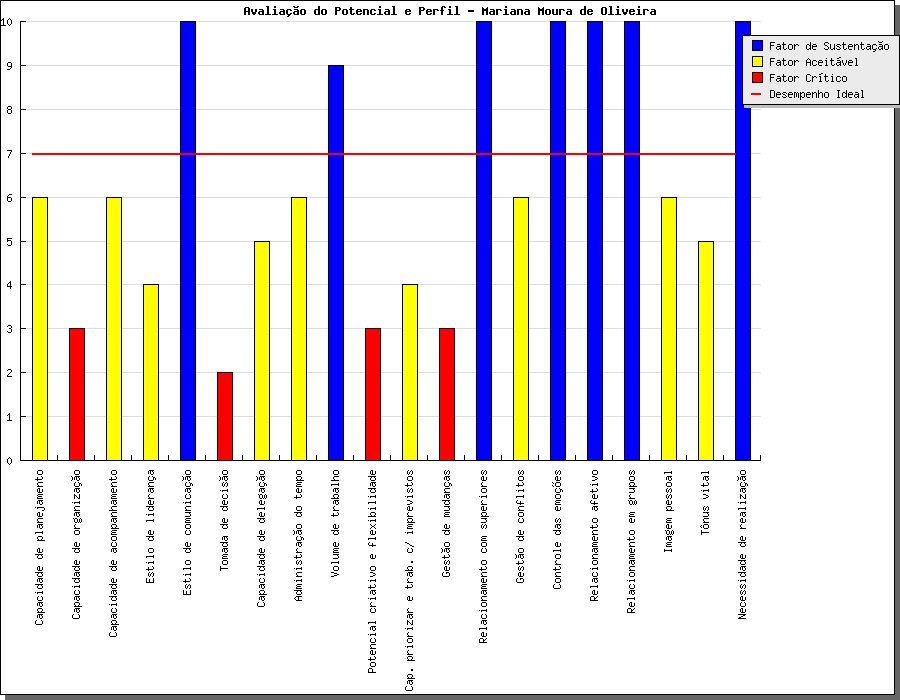 Avaliação do Potencial e Perfil - Mariana Moura de Oliveira
10
9
8
7
6
5
4
3
2
1
0
Fator de Sustentação
Fator Aceitável
Fator Crítico
Desempenho Ideal
Capacidade de planejamento
Capacidade de organização
Capacidade de acompanhamento
Estilo de liderança
Estilo de comunicação
Tomada de decisão
Capacidade de delegação
Administração do tempo
Volume de trabalho
Potencial criativo e flexibilidade
Cap. priorizar e trab. c/ imprevistos
Gestão de mudanças
Relacionamento com superiores
Gestão de conflitos
Controle das emoções
Relacionamento afetivo
Relacionamento em grupos
Imagem pessoal
Tônus vital
Necessidade de realização